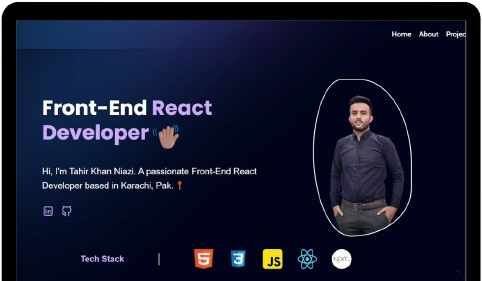 Home About Projec
Front-End React
Developer
Hi, I'm Tahir Khan Niazi. A passionate Front-End React
Developer based in Karachi, Pak.
in
Tech Stack
5 3 JS NEXT